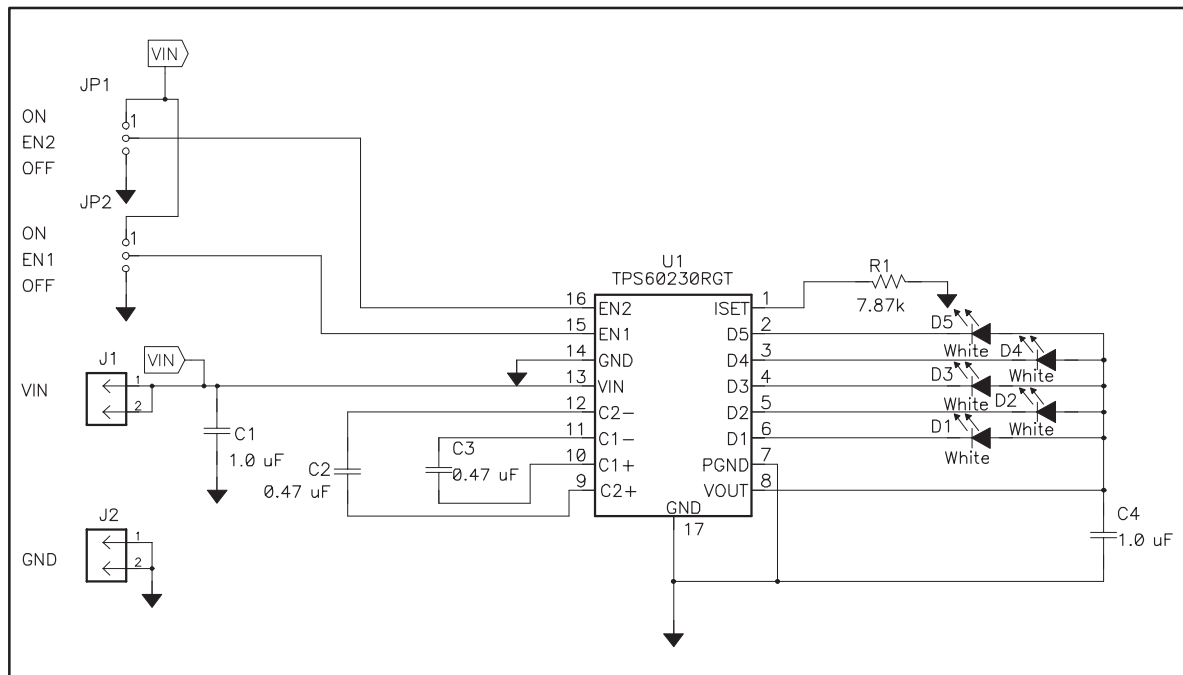 VIN
JP1
ON
1
EN2
OFF
JP2
ON
1
EN1
OFF
U1
TPS60230RGT
R1
7.87k
16 EN2 ISET 1
15 EN1 D5 2
14 GND D4 3
13 VIN D3 4
12 C2- D2 5
11 C1- D1 6
10 C1+ PGND 7
9 C2+ VOUT 8
GND
17
D5
White
D4
White
D3
White
D2
White
D1
White
J1
VIN
VIN
1
2
C1
1.0 uF
C2
0.47 uF
C3
0.47 uF
J2
GND
1
2
C4
1.0 uF